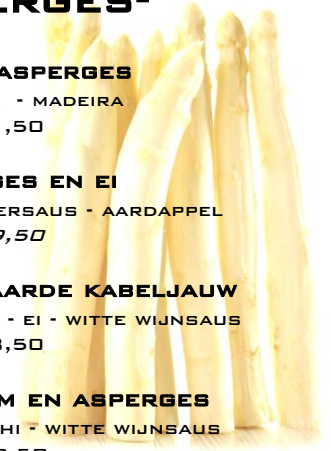 ERGES-
ASPERGES
- MADEIRA
,50
GES EN EI
ERSAUS - AARDAPPEL
9,50
AARDE KABELJAUW
- EI - WITTE WIJNSAUS
,50
M EN ASPERGES
HI - WITTE WIJNSAUS